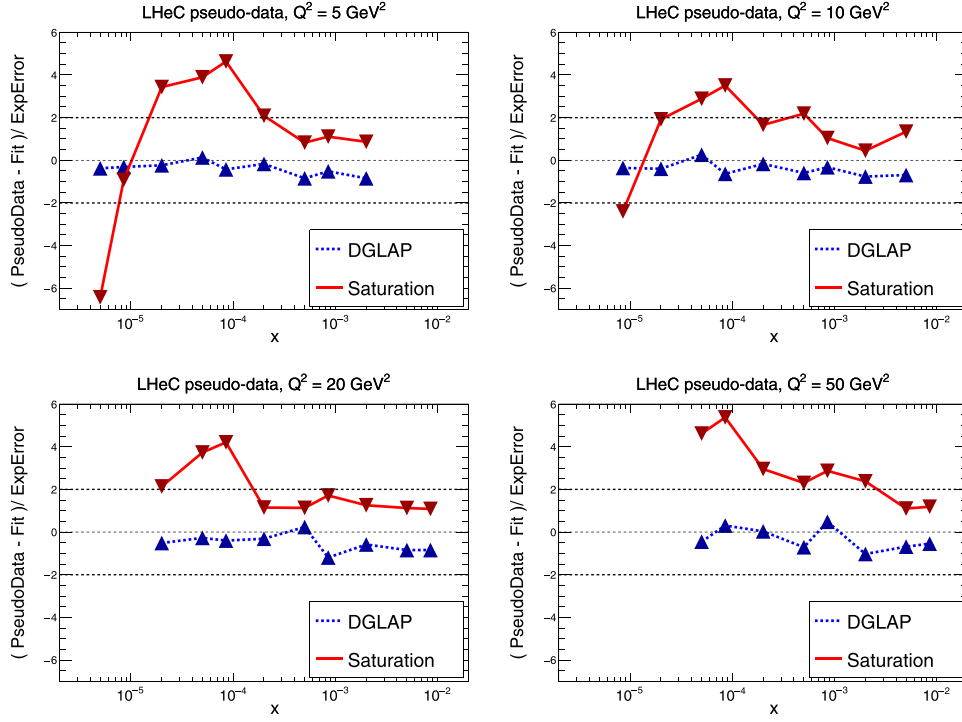 LHeC pseudo-data, Q² = 5 GeV²
( PseudoData - Fit )/ ExpError
6
4
2
0
−2
−4
−6
DGLAP
Saturation
10⁻⁵ 10⁻⁴ 10⁻³ 10⁻²
x
LHeC pseudo-data, Q² = 10 GeV²
( PseudoData - Fit )/ ExpError
6
4
2
0
−2
−4
−6
DGLAP
Saturation
10⁻⁵ 10⁻⁴ 10⁻³ 10⁻²
x
LHeC pseudo-data, Q² = 20 GeV²
( PseudoData - Fit )/ ExpError
6
4
2
0
−2
−4
−6
DGLAP
Saturation
10⁻⁵ 10⁻⁴ 10⁻³ 10⁻²
x
LHeC pseudo-data, Q² = 50 GeV²
( PseudoData - Fit )/ ExpError
6
4
2
0
−2
−4
−6
DGLAP
Saturation
10⁻⁵ 10⁻⁴ 10⁻³ 10⁻²
x